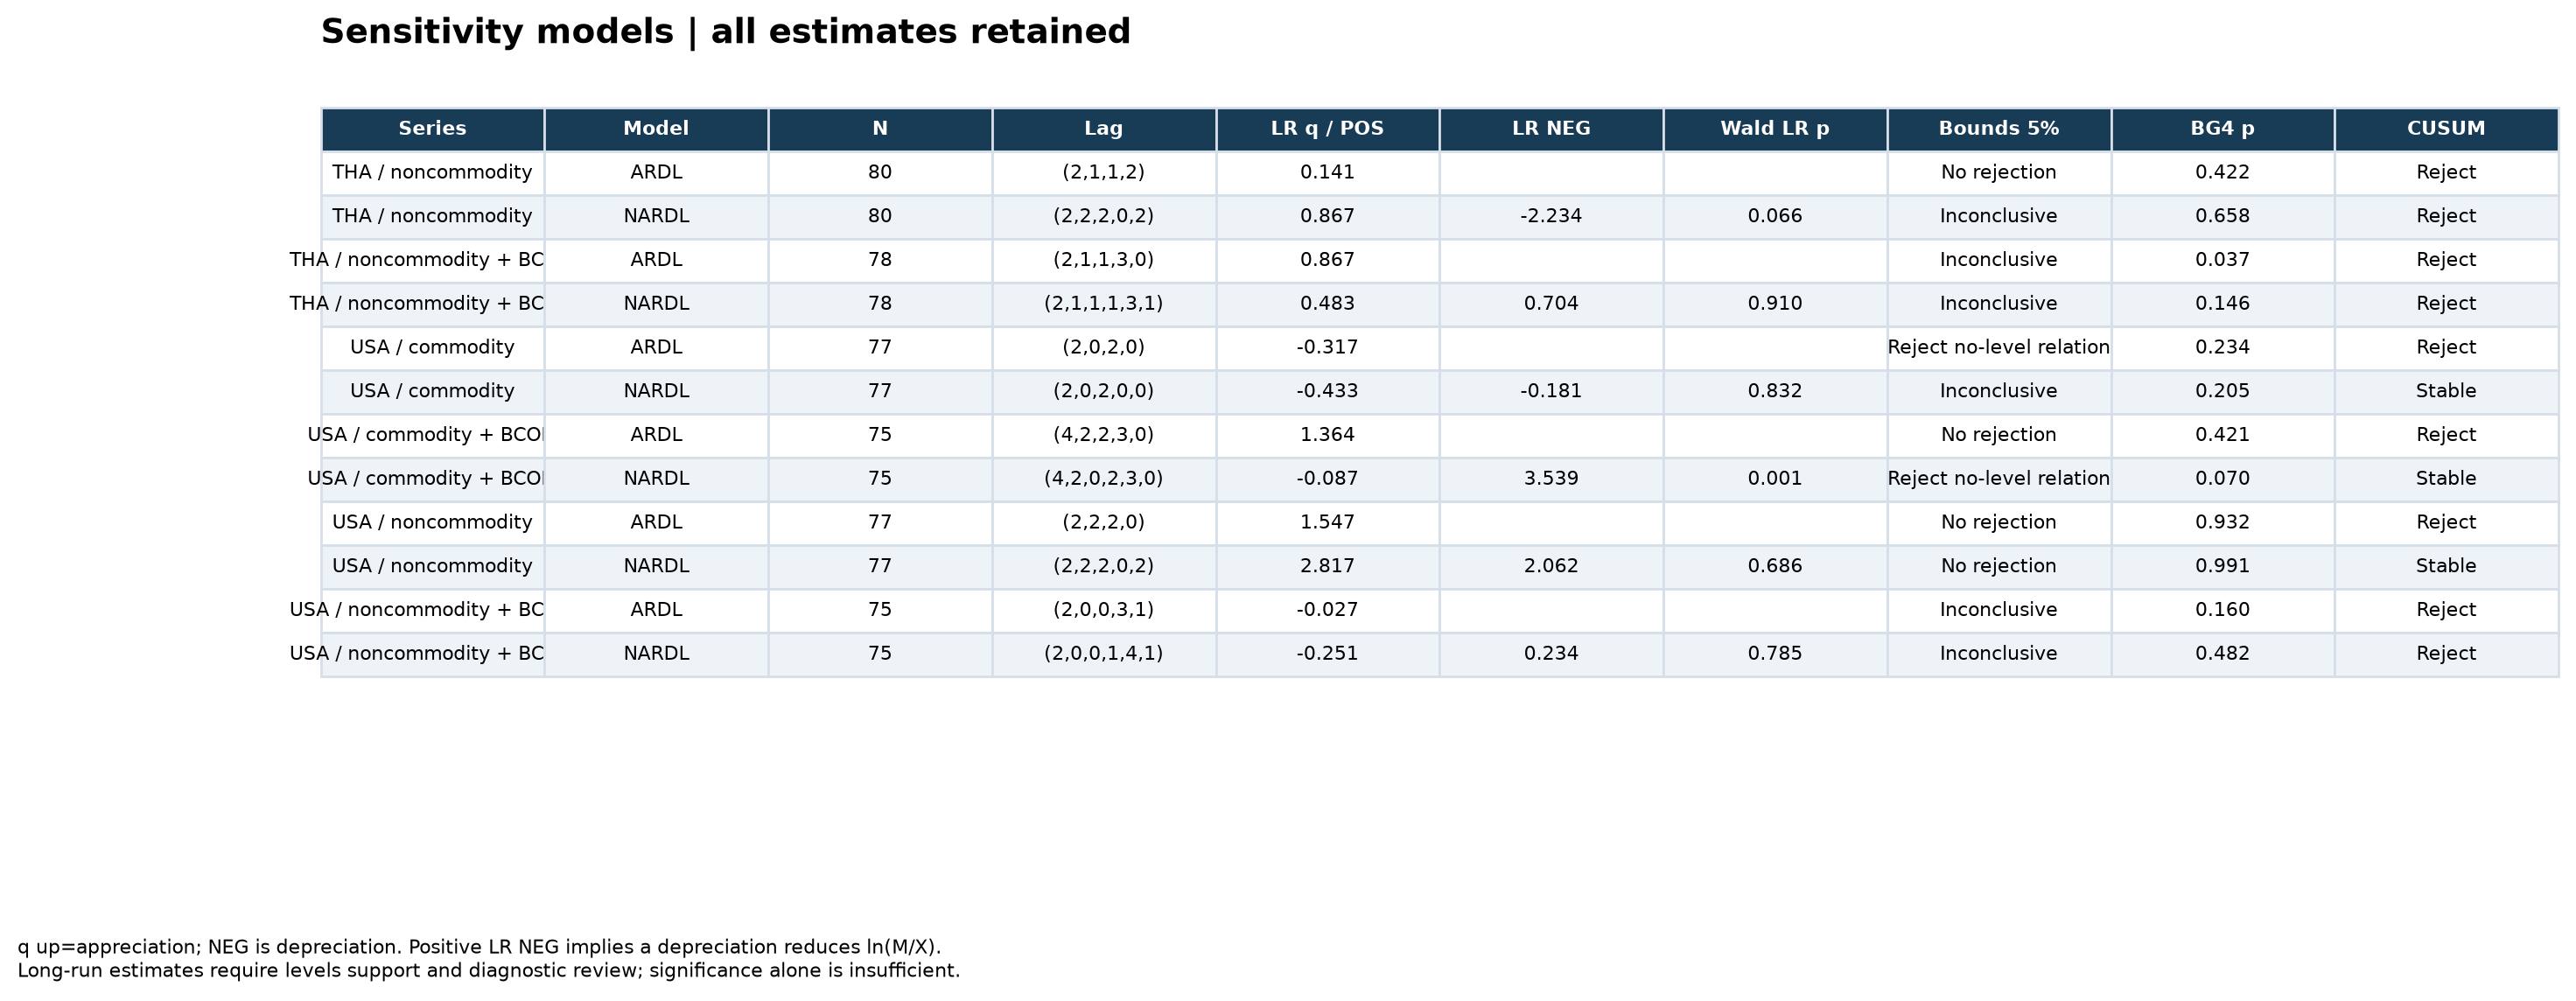 Sensitivity models | all estimates retained
Series Model N Lag LR q / POS LR NEG Wald LR p Bounds 5% BG4 p CUSUM
THA / noncommodity ARDL 80 (2,1,1,2) 0.141 No rejection 0.422 Reject
THA / noncommodity NARDL 80 (2,2,2,0,2) 0.867 -2.234 0.066 Inconclusive 0.658 Reject
THA / noncommodity + BC ARDL 78 (2,1,1,3,0) 0.867 Inconclusive 0.037 Reject
THA / noncommodity + BC NARDL 78 (2,1,1,1,3,1) 0.483 0.704 0.910 Inconclusive 0.146 Reject
USA / commodity ARDL 77 (2,0,2,0) -0.317 Reject no-level relation 0.234 Reject
USA / commodity NARDL 77 (2,0,2,0,0) -0.433 -0.181 0.832 Inconclusive 0.205 Stable
USA / commodity + BCO ARDL 75 (4,2,2,3,0) 1.364 No rejection 0.421 Reject
USA / commodity + BCO NARDL 75 (4,2,0,2,3,0) -0.087 3.539 0.001 Reject no-level relation 0.070 Stable
USA / noncommodity ARDL 77 (2,2,2,0) 1.547 No rejection 0.932 Reject
USA / noncommodity NARDL 77 (2,2,2,0,2) 2.817 2.062 0.686 No rejection 0.991 Stable
USA / noncommodity + BC ARDL 75 (2,0,0,3,1) -0.027 Inconclusive 0.160 Reject
USA / noncommodity + BC NARDL 75 (2,0,0,1,4,1) -0.251 0.234 0.785 Inconclusive 0.482 Reject
q up=appreciation; NEG is depreciation. Positive LR NEG implies a depreciation reduces ln(M/X).
Long-run estimates require levels support and diagnostic review; significance alone is insufficient.